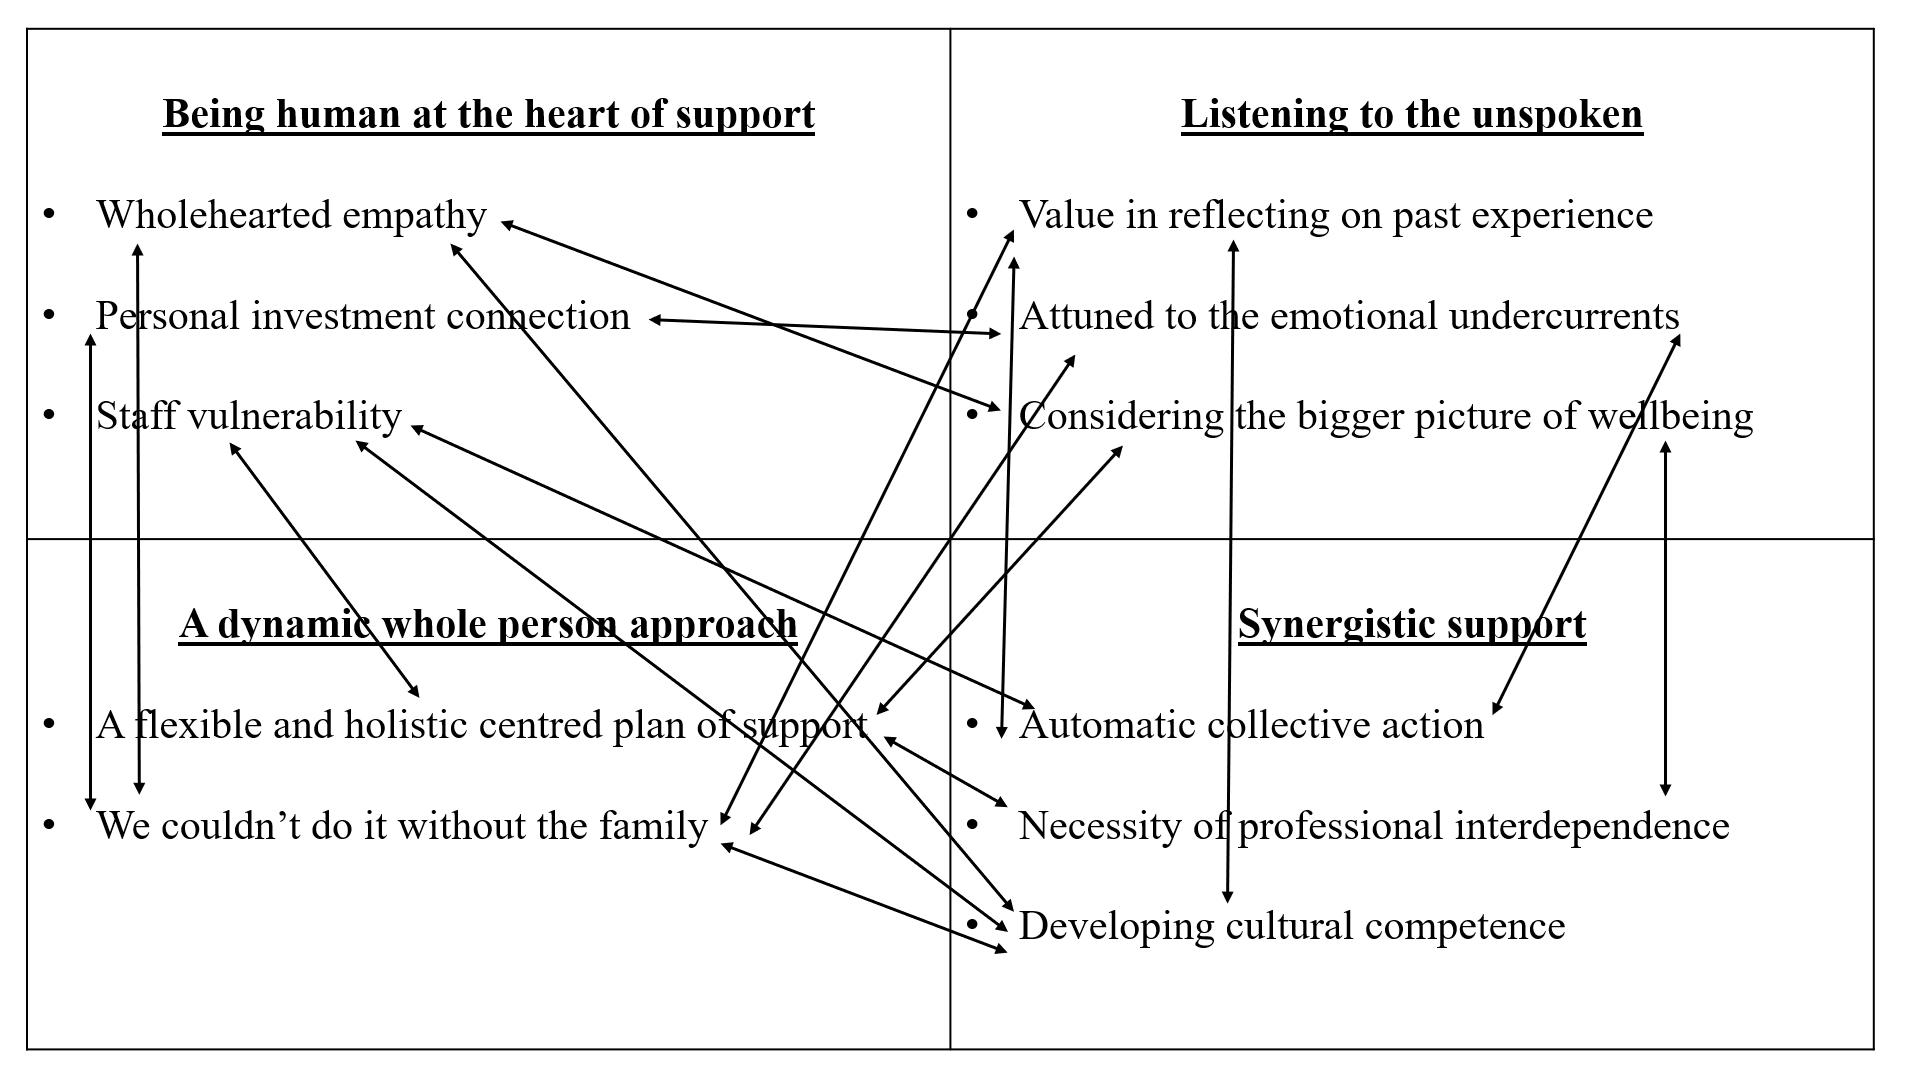 Being human at the heart of support
• Wholehearted empathy
• Personal investment connection
• Staff vulnerability
Listening to the unspoken
• Value in reflecting on past experience
• Attuned to the emotional undercurrents
• Considering the bigger picture of wellbeing
A dynamic whole person approach
• A flexible and holistic centred plan of support
• We couldn’t do it without the family
Synergistic support
• Automatic collective action
• Necessity of professional interdependence
• Developing cultural competence